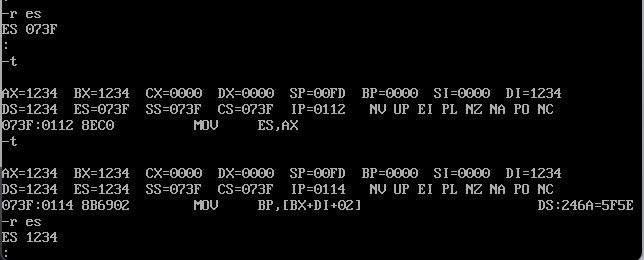 :
-r es
ES 073F
:
-t
AX=1234 BX=1234 CX=0000 DX=0000 SP=00FD BP=0000 SI=0000 DI=1234
DS=1234 ES=073F SS=073F CS=073F IP=0112 NV UP EI PL NZ NA PO NC
073F:0112 8EC0 MOV ES,AX
-t
AX=1234 BX=1234 CX=0000 DX=0000 SP=00FD BP=0000 SI=0000 DI=1234
DS=1234 ES=1234 SS=073F CS=073F IP=0114 NV UP EI PL NZ NA PO NC
073F:0114 8B6902 MOV BP,[BX+DI+02] DS:246A=5F5E
-r es
ES 1234
: